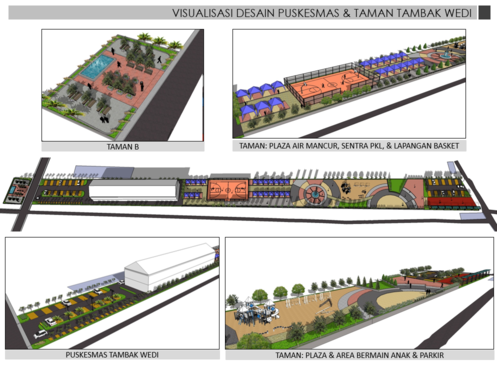 VISUALISASI DESAIN PUSKESMAS & TAMAN TAMBAK WEDI
TAMAN B
TAMAN: PLAZA AIR MANCUR, SENTRA PKL, & LAPANGAN BASKET
PUSKESMAS TAMBAK WEDI
TAMAN: PLAZA & AREA BERMAIN ANAK & PARKIR